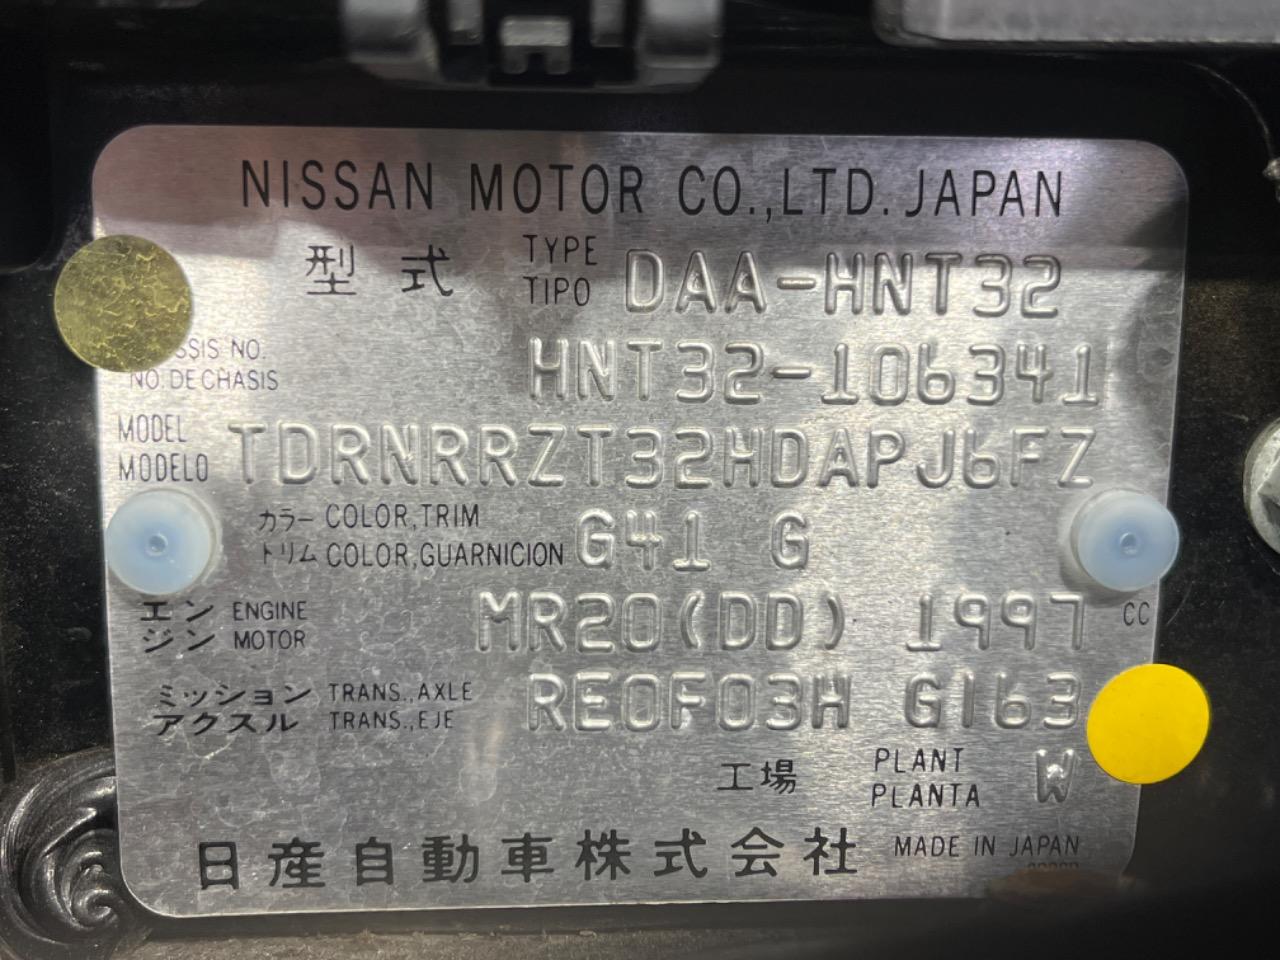 NISSAN MOTOR CO.,LTD. JAPAN
型式 TYPE TIPO DAA-HNT32
SSIS NO. NO. DE CHASIS HNT32-106341
MODEL MODELO TDRNRRZT32HDAPJ6FZ
カラー COLOR,TRIM
トリム COLOR,GUARNICION G41 G
エン ENGINE
ジン MOTOR MR20(DD) 1997 CC
ミッション TRANS.,AXLE
アクスル TRANS.,EJE RE0F03H G163
工場 PLANT PLANTA W
日産自動車株式会社 MADE IN JAPAN